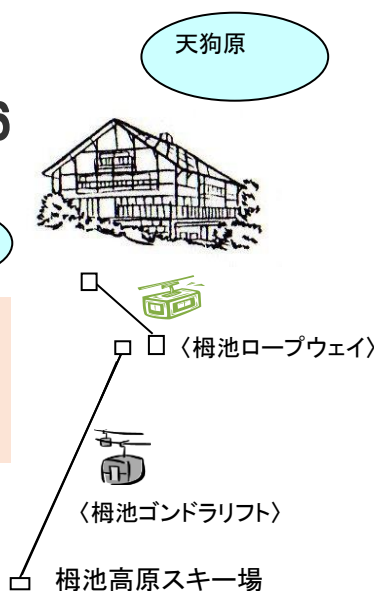 天狗原
6
〈栂池ロープウェイ〉
〈栂池ゴンドラリフト〉
栂池高原スキー場